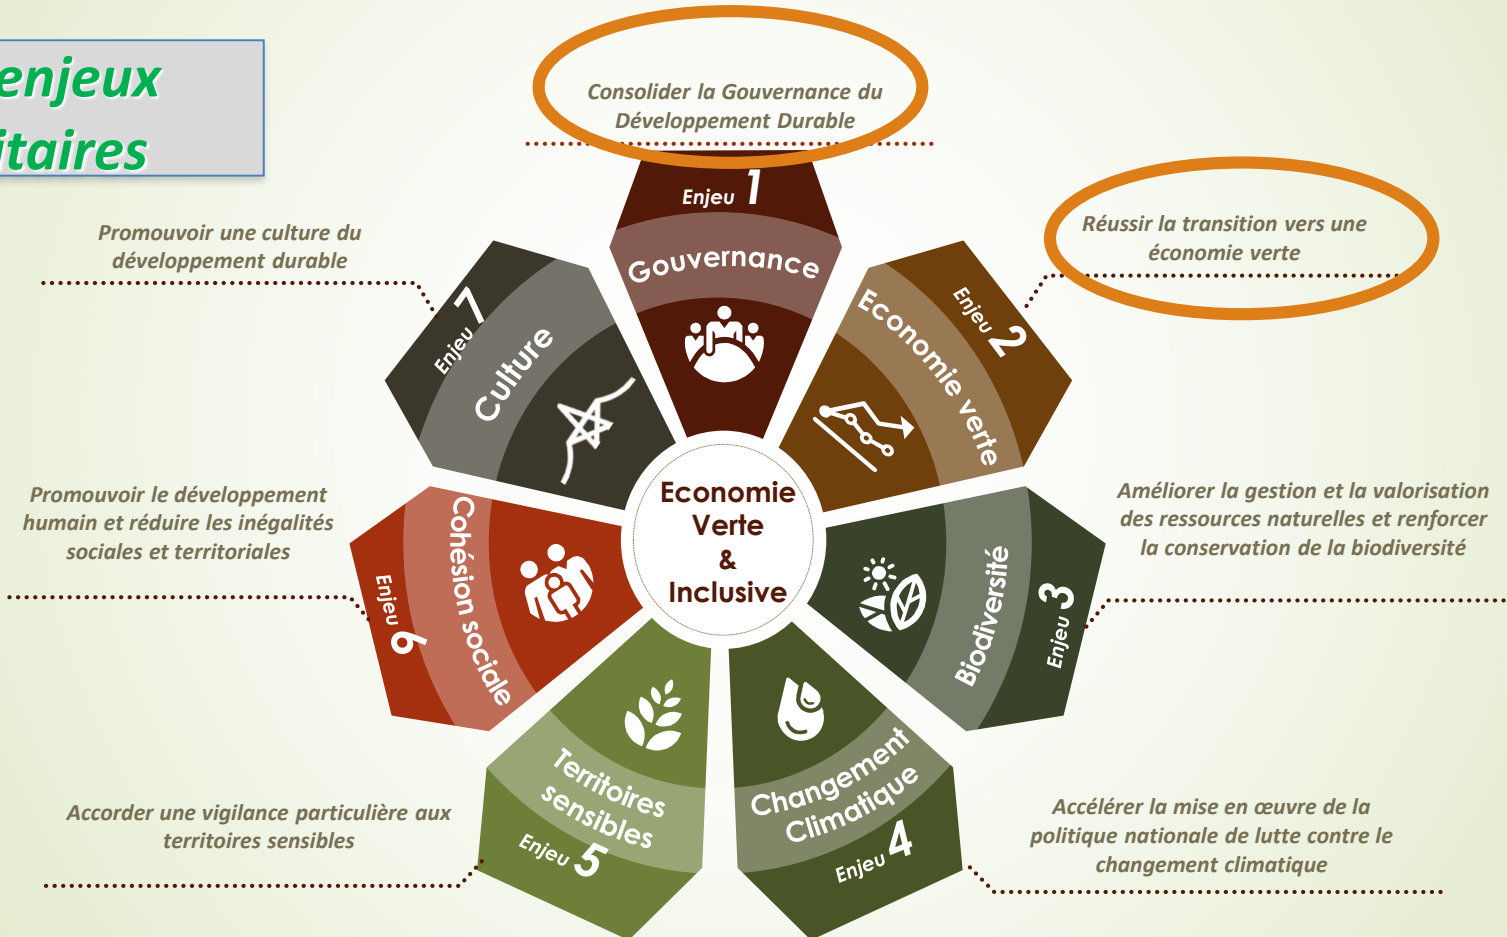 enjeux
itaires
Consolider la Gouvernance du
Développement Durable
Enjeu 1
Gouvernance
Réussir la transition vers une
économie verte
Enjeu 2
Economie verte
Améliorer la gestion et la valorisation
des ressources naturelles et renforcer
la conservation de la biodiversité
Enjeu 3
Biodiversité
Accélérer la mise en œuvre de la
politique nationale de lutte contre le
changement climatique
Enjeu 4
Changement
Climatique
Accorder une vigilance particulière aux
territoires sensibles
Enjeu 5
Territoires
sensibles
Promouvoir le développement
humain et réduire les inégalités
sociales et territoriales
Enjeu 6
Cohésion sociale
Promouvoir une culture du
développement durable
Enjeu 7
Culture
Economie
Verte
&
Inclusive